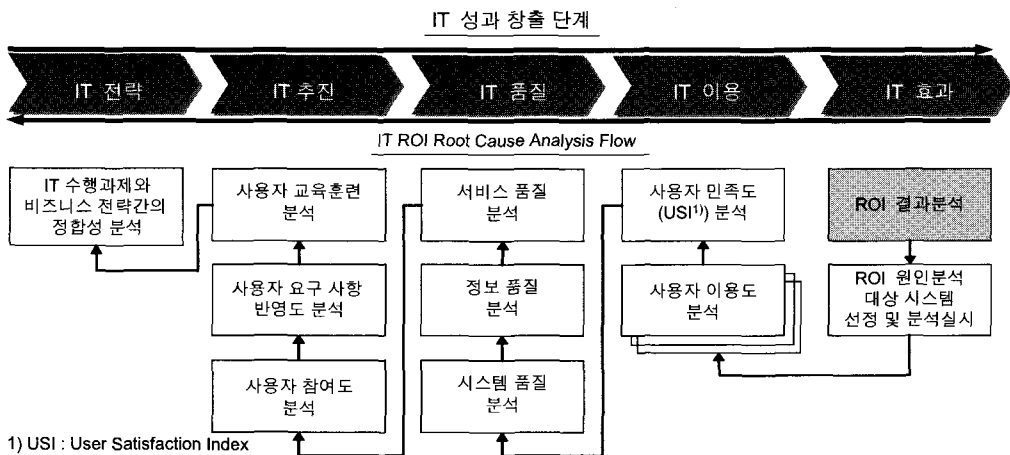 IT 성과 창출 단계
IT 전략
IT 추진
IT 품질
IT 이용
IT 효과
IT ROI Root Cause Analysis Flow
IT 수행과제와
비즈니스 전략간의
정합성 분석
사용자 교육훈련
분석
서비스 품질
분석
사용자 민족도
(USI¹⁾) 분석
ROI 결과분석
사용자 요구 사항
반영도 분석
정보 품질
분석
사용자 이용도
분석
ROI 원인분석
대상 시스템
선정 및 분석실시
사용자 참여도
분석
시스템 품질
분석
1) USI : User Satisfaction Index